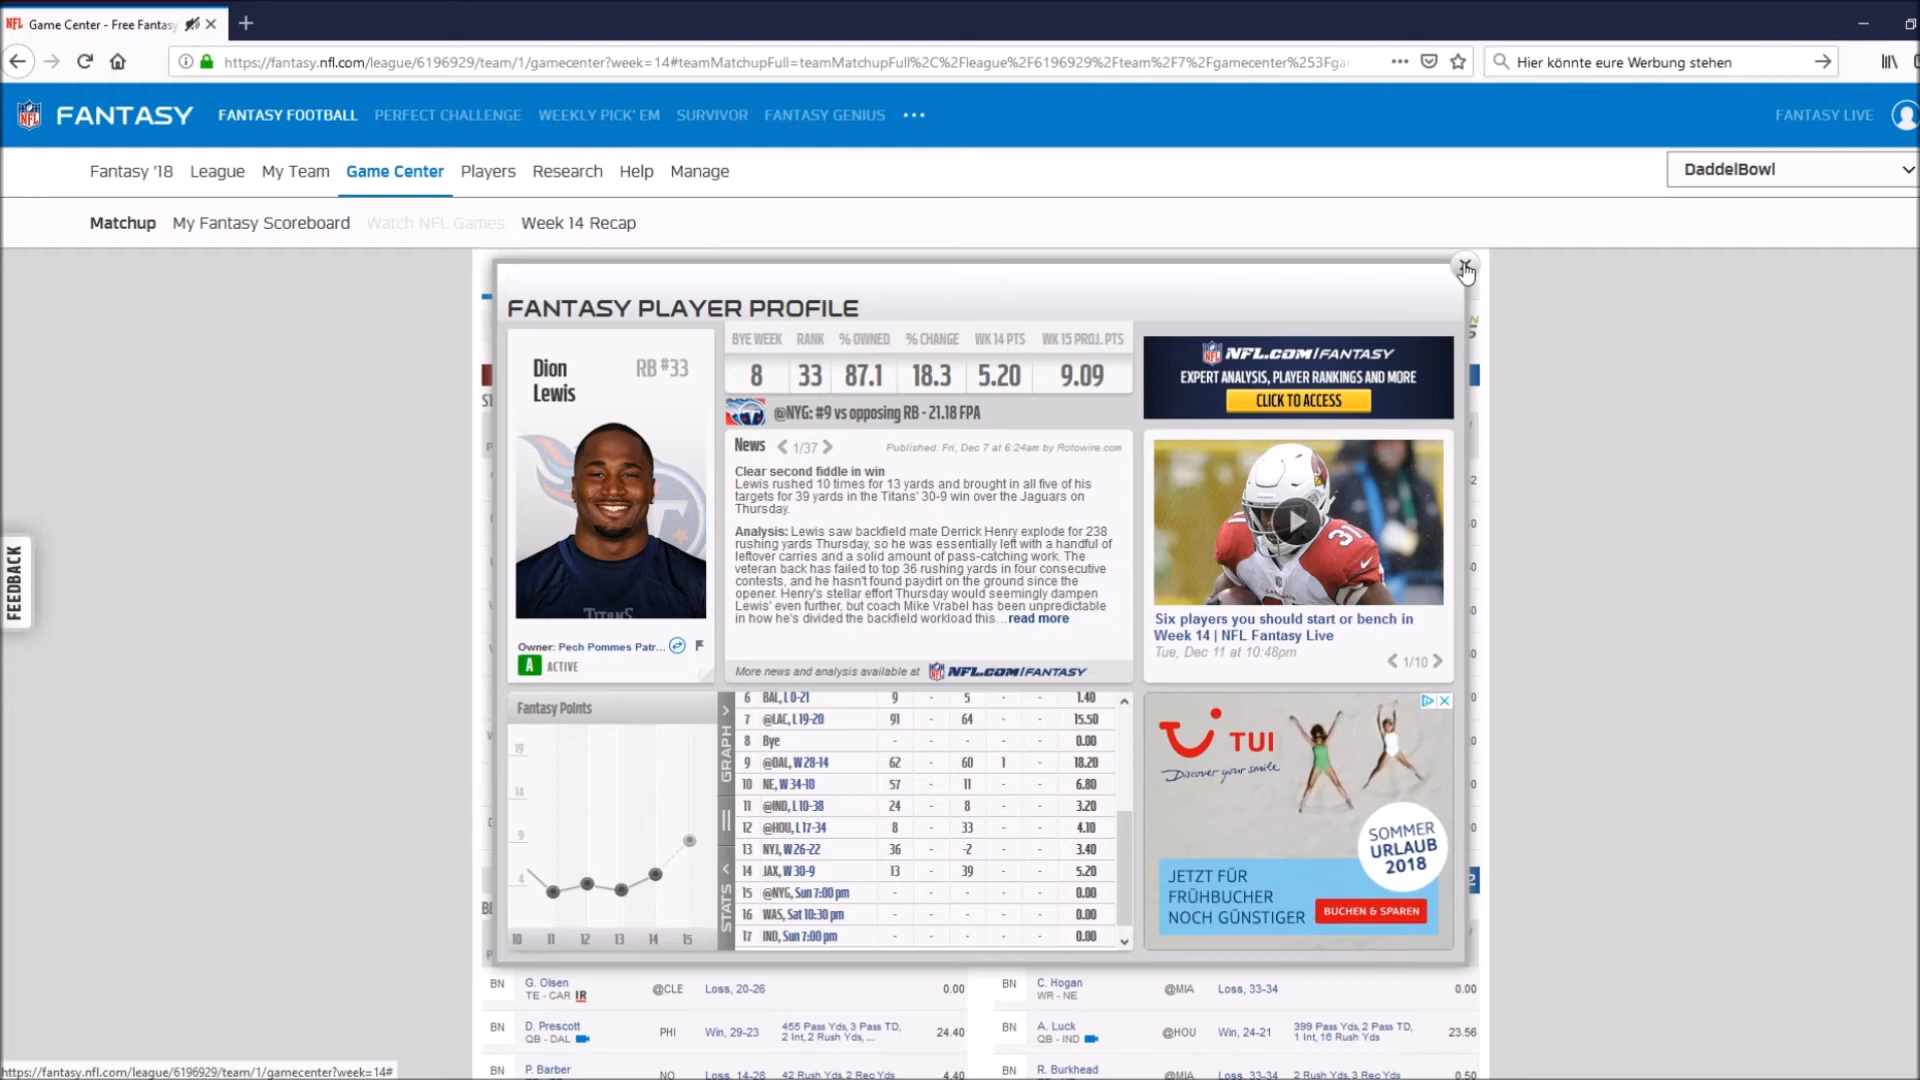 NFL Game Center - Free Fantasy
https://fantasy.nfl.com/league/6196929/team/1/gamecenter?week=14#teamMatchupFull=teamMatchupFull%2C%2Fleague%2F6196929%2Fteam%2F7%2Fgamecenter%253Fga
Hier könnte eure Werbung stehen
NFL FANTASY FANTASY FOOTBALL PERFECT CHALLENGE WEEKLY PICK' EM SURVIVOR FANTASY GENIUS ••• FANTASY LIVE
Fantasy '18 League My Team Game Center Players Research Help Manage DaddelBowl
Matchup My Fantasy Scoreboard Watch NFL Games Week 14 Recap
FEEDBACK
FANTASY PLAYER PROFILE
Dion
Lewis
RB #33
TITANS
Owner: Pech Pommes Patr...
A ACTIVE
BYE WEEK RANK % OWNED % CHANGE WK 14 PTS WK 15 PROJ. PTS
8 33 87.1 18.3 5.20 9.09
@NYG: #9 vs opposing RB - 21.18 FPA
News 1/37 Published: Fri, Dec 7 at 6:24am by Rotowire.com
Clear second fiddle in win
Lewis rushed 10 times for 13 yards and brought in all five of his
targets for 39 yards in the Titans' 30-9 win over the Jaguars on
Thursday.
Analysis: Lewis saw backfield mate Derrick Henry explode for 238
rushing yards Thursday, so he was essentially left with a handful of
leftover carries and a solid amount of pass-catching work. The
veteran back has failed to top 36 rushing yards in four consecutive
contests, and he hasn't found paydirt on the ground since the
opener. Henry's stellar effort Thursday would seemingly dampen
Lewis' even further, but coach Mike Vrabel has been unpredictable
in how he's divided the backfield workload this... read more
More news and analysis available at NFL.COM/FANTASY
NFL.COM/FANTASY
EXPERT ANALYSIS, PLAYER RANKINGS AND MORE
CLICK TO ACCESS
31
Six players you should start or bench in
Week 14 | NFL Fantasy Live
Tue, Dec 11 at 10:48pm
1/10
Fantasy Points
19
14
9
4
10 11 12 13 14 15
GRAPH
STATS
6 BAL, L 0-21 9 - 5 - - 1.40
7 @LAC, L 19-20 91 - 64 - - 15.50
8 Bye - - - - - 0.00
9 @DAL, W 28-14 62 - 60 1 - 18.20
10 NE, W 34-10 57 - 11 - - 6.80
11 @IND, L 10-38 24 - 8 - - 3.20
12 @HOU, L 17-34 8 - 33 - - 4.10
13 NYJ, W 26-22 36 - -2 - - 3.40
14 JAX, W 30-9 13 - 39 - - 5.20
15 @NYG, Sun 7:00 pm - - - - - 0.00
16 WAS, Sat 10:30 pm - - - - - 0.00
17 IND, Sun 7:00 pm - - - - - 0.00
TUI
Discover your smile
SOMMER
URLAUB
2018
JETZT FÜR
FRÜHBUCHER
NOCH GÜNSTIGER
BUCHEN & SPAREN
BN G. Olsen @CLE Loss, 20-26 0.00
TE - CAR IR
BN D. Prescott PHI Win, 29-23 455 Pass Yds, 3 Pass TD, 24.40
QB - DAL 2 Int, 2 Rush Yds, ...
BN P. Barber NO Loss, 14-28 42 Rush Yds, 2 Rec Yds 4.40
BN C. Hogan @MIA Loss, 33-34 0.00
WR - NE
BN A. Luck @HOU Win, 24-21 399 Pass Yds, 2 Pass TD, 23.56
QB - IND 1 Int, 16 Rush Yds
BN R. Burkhead @MIA Loss, 33-34 2 Rush Yds, 3 Rec Yds 0.50
https://fantasy.nfl.com/league/6196929/team/1/gamecenter?week=14#